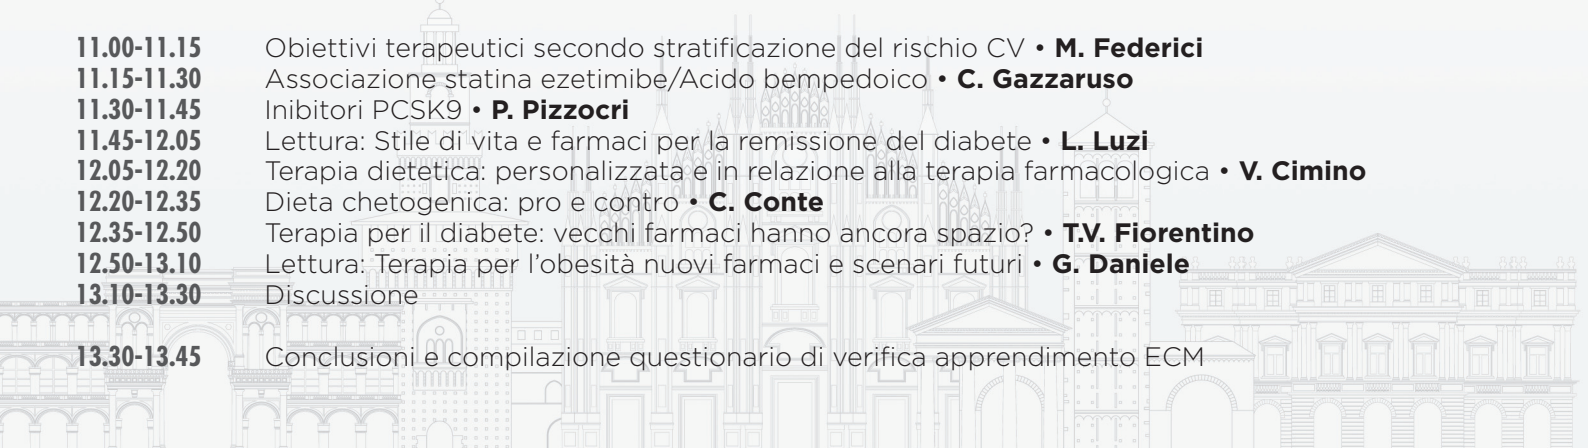 11.00-11.15 Obiettivi terapeutici secondo stratificazione del rischio CV • M. Federici
11.15-11.30 Associazione statina ezetimibe/Acido bempedoico • C. Gazzaruso
11.30-11.45 Inibitori PCSK9 • P. Pizzocri
11.45-12.05 Lettura: Stile di vita e farmaci per la remissione del diabete • L. Luzi
12.05-12.20 Terapia dietetica: personalizzata e in relazione alla terapia farmacologica • V. Cimino
12.20-12.35 Dieta chetogenica: pro e contro • C. Conte
12.35-12.50 Terapia per il diabete: vecchi farmaci hanno ancora spazio? • T.V. Fiorentino
12.50-13.10 Lettura: Terapia per l’obesità nuovi farmaci e scenari futuri • G. Daniele
13.10-13.30 Discussione
13.30-13.45 Conclusioni e compilazione questionario di verifica apprendimento ECM